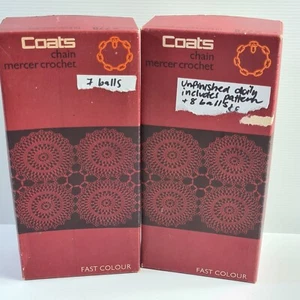 Coats
chain
mercer crochet
7 balls
FAST COLOUR
Coats
chain
mercer crochet
unfinished doily
includes pattern
+ 8 balls
FAST COLOUR